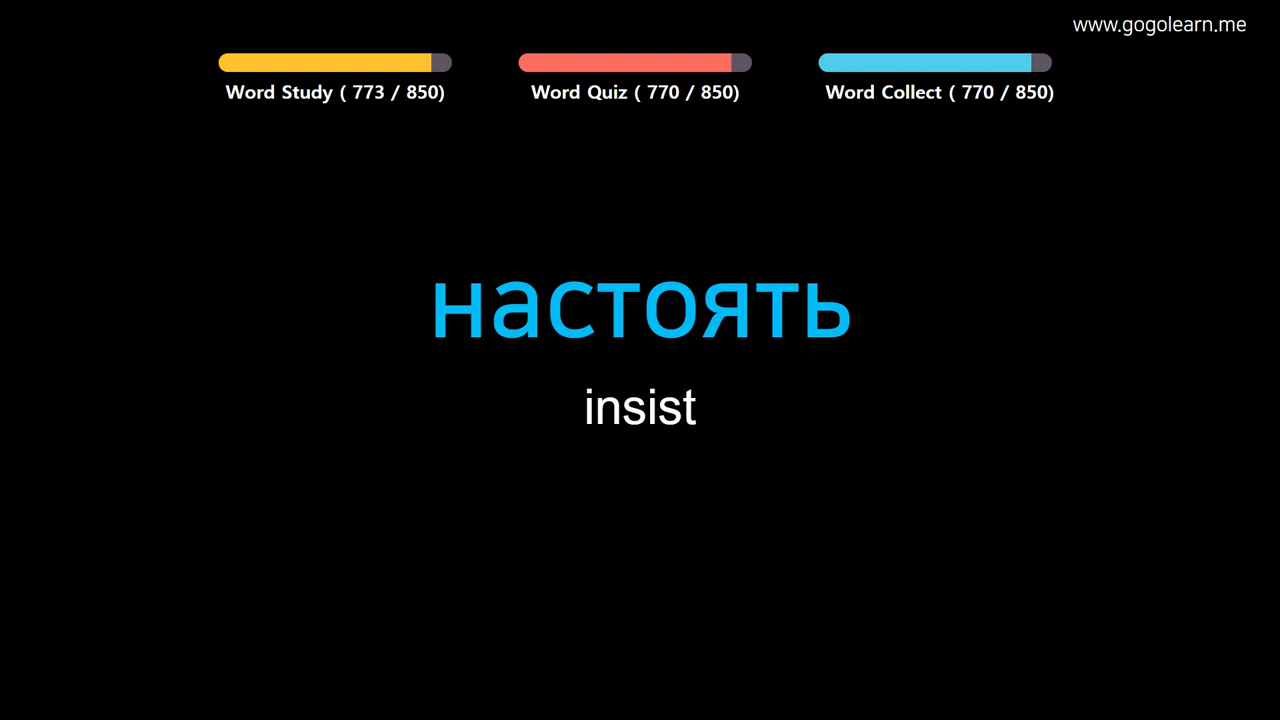 www.gogolearn.me
Word Study ( 773 / 850)
Word Quiz ( 770 / 850)
Word Collect ( 770 / 850)
настоять
insist